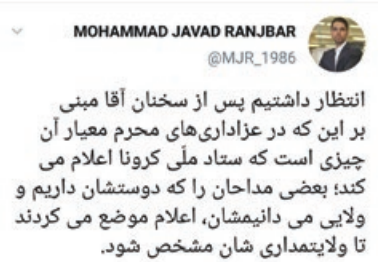 MOHAMMAD JAVAD RANJBAR
@MJR_1986
انتظار داشتیم پس از سخنان آقا مبنی
بر این که در عزاداری‌های محرم معیار آن
چیزی است که ستاد ملّی کرونا اعلام می
کند؛ بعضی مداحان را که دوستشان داریم و
ولایی می دانیمشان، اعلام موضع می کردند
تا ولایتمداری شان مشخص شود.